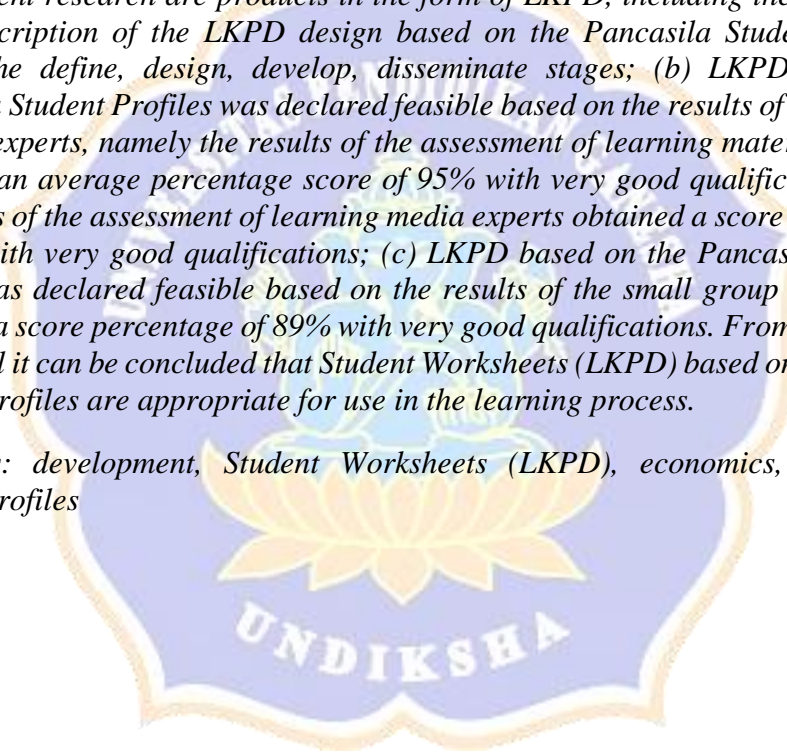 ent research are products in the form of LKPD, including the
cription of the LKPD design based on the Pancasila Stude
he define, design, develop, disseminate stages; (b) LKPD
Student Profiles was declared feasible based on the results of
experts, namely the results of the assessment of learning mater
an average percentage score of 95% with very good qualific
s of the assessment of learning media experts obtained a score
ith very good qualifications; (c) LKPD based on the Pancas
as declared feasible based on the results of the small group
a score percentage of 89% with very good qualifications. From
l it can be concluded that Student Worksheets (LKPD) based on
rofiles are appropriate for use in the learning process.
s: development, Student Worksheets (LKPD), economics,
rofiles
UNIVERSITAS PENDIDIKAN GANESHA
UNDIKSHA